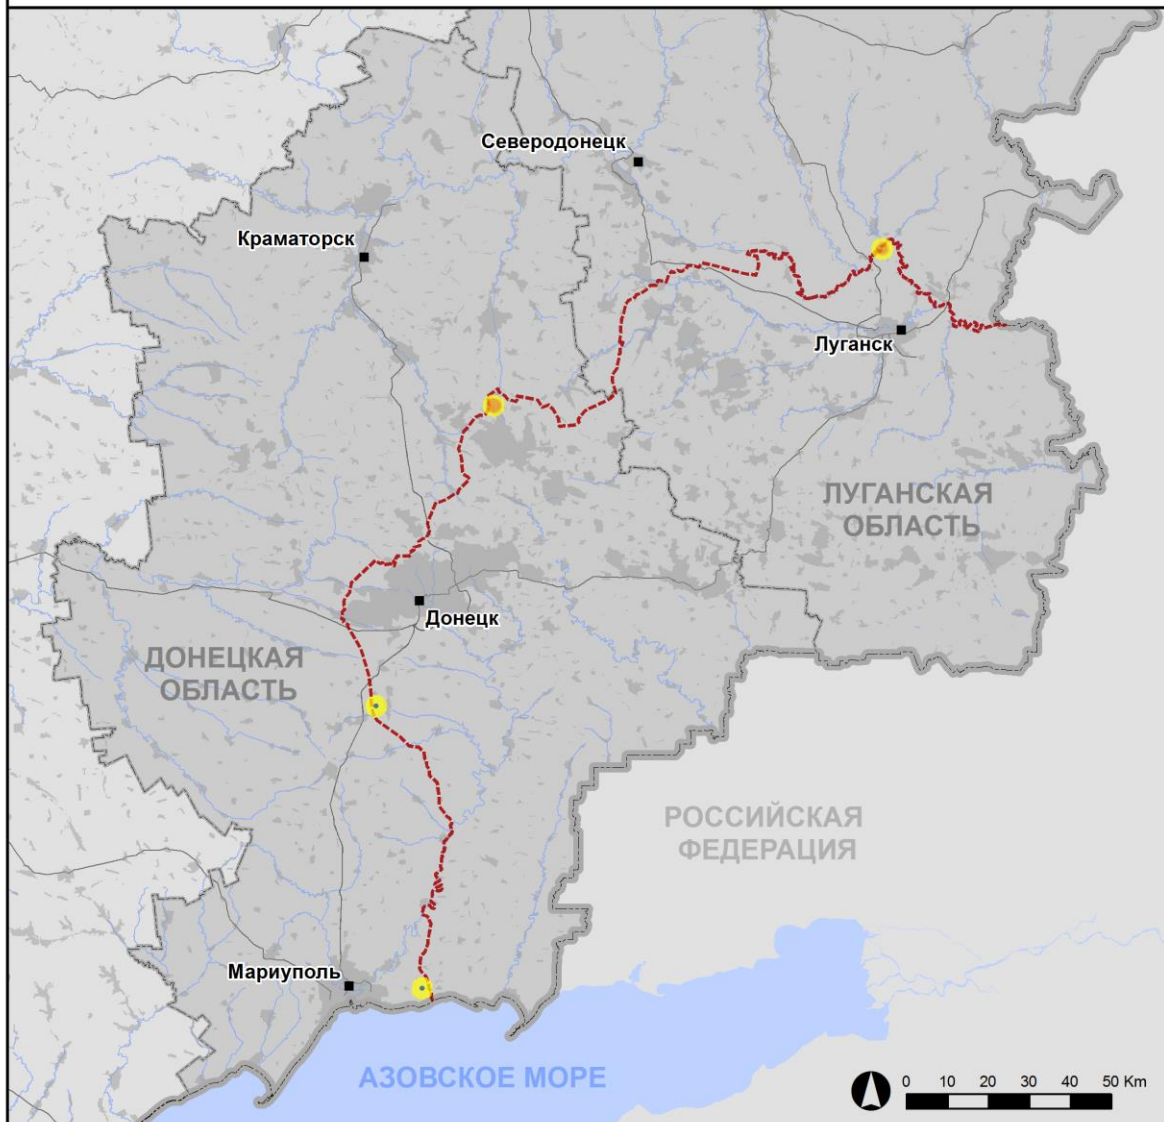 Северодонецк
Краматорск
Луганск
ЛУГАНСКАЯ
ОБЛАСТЬ
Донецк
ДОНЕЦКАЯ
ОБЛАСТЬ
РОССИЙСКАЯ
ФЕДЕРАЦИЯ
Мариуполь
АЗОВСКОЕ МОРЕ
0 10 20 30 40 50 Км